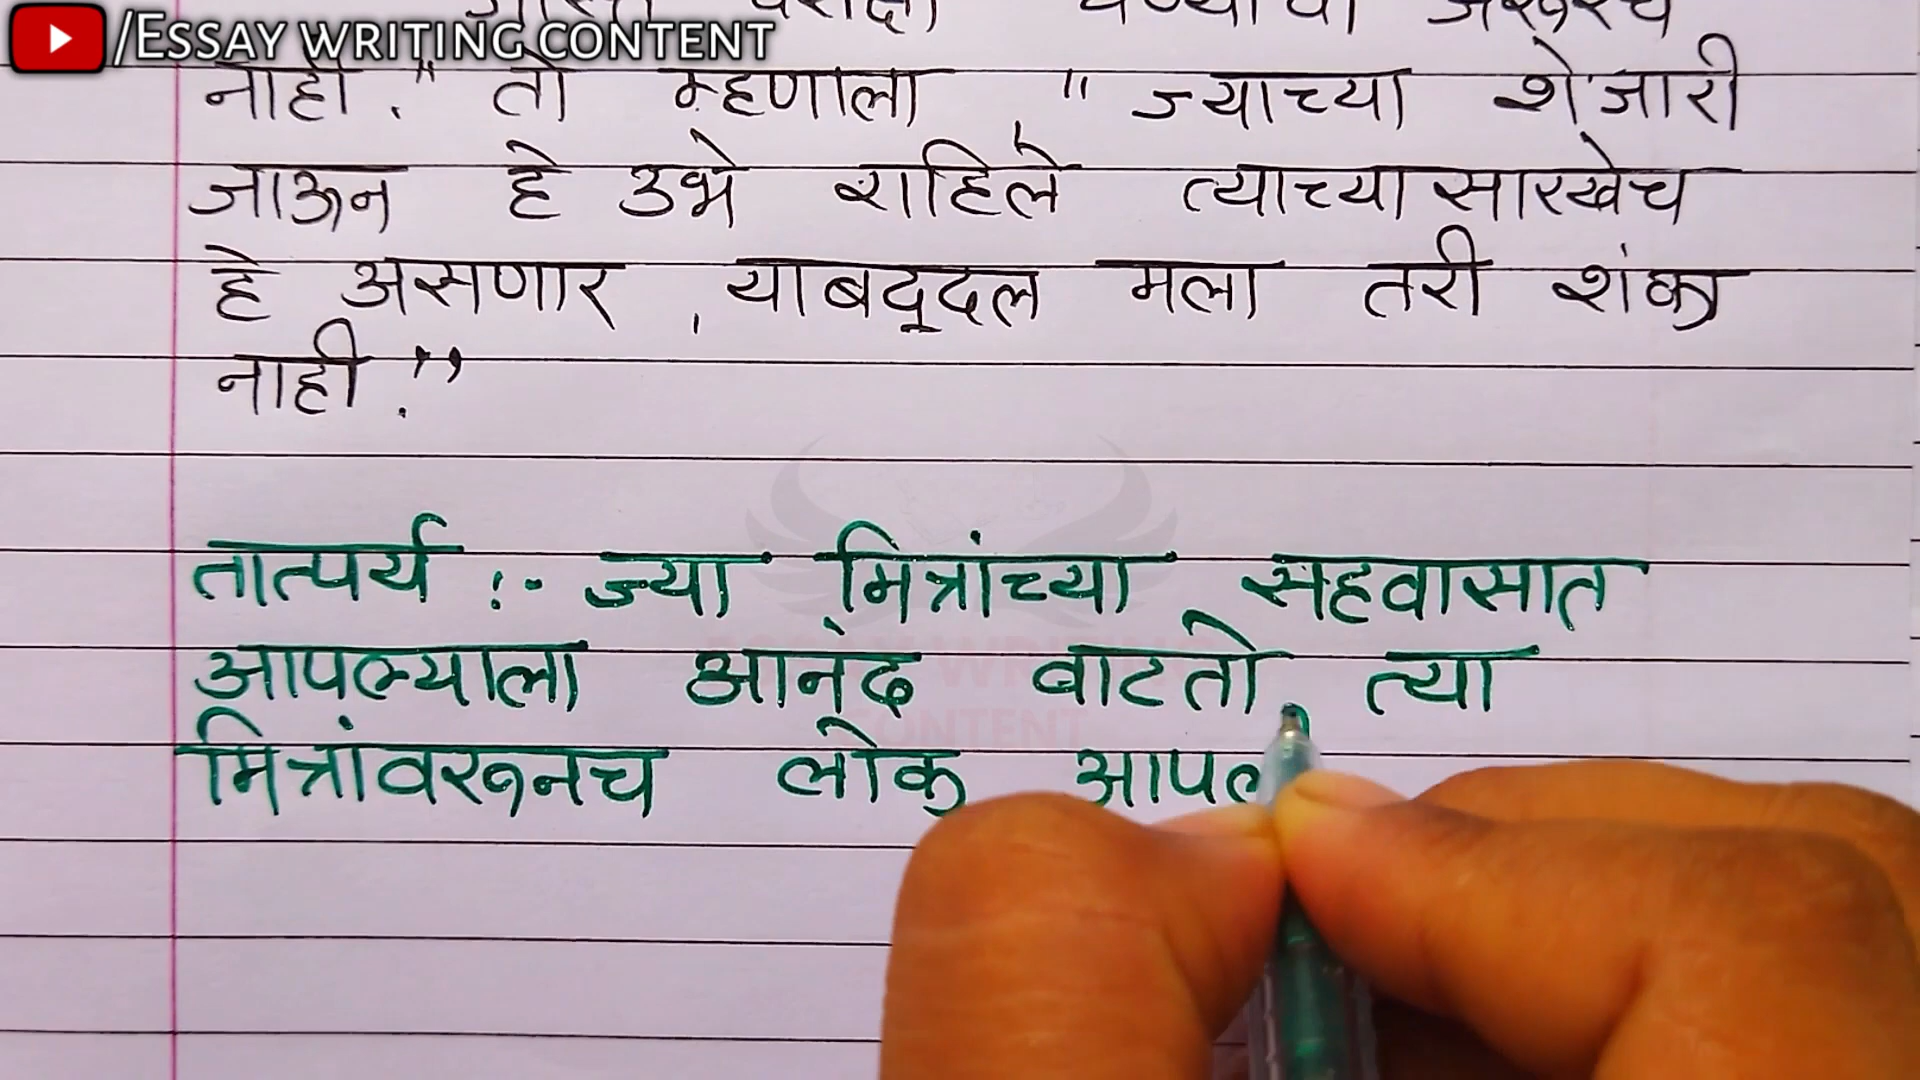 /ESSAY WRITING CONTENT
नाही." तो म्हणाला " ज्याच्या शेजारी
जाऊन हे उभे राहिले त्याच्यासारखेच
हे असणार , याबद्दल मला तरी शंका
नाही.”
तात्पर्य :- ज्या मित्रांच्या सहवासात
आपल्याला आनंद वाटतो, त्या
मित्रांवरूनच लोक आपल